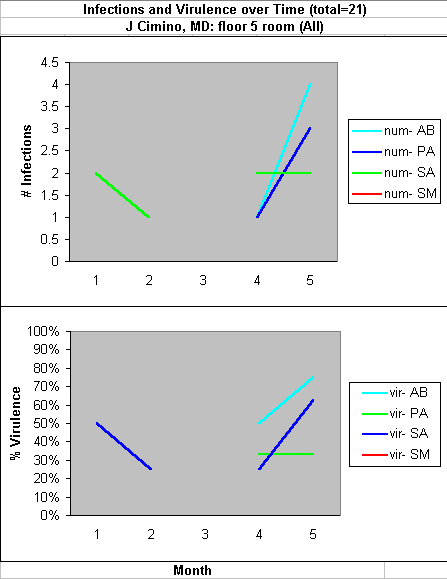 Infections and Virulence over Time (total=21)
J Cimino, MD: floor 5 room (All)
4.5
4
3.5
3
2.5
2
1.5
1
0.5
0
# Infections
1 2 3 4 5
num- AB
num- PA
num- SA
num- SM
100%
90%
80%
70%
60%
50%
40%
30%
20%
10%
0%
% Virulence
1 2 3 4 5
vir- AB
vir- PA
vir- SA
vir- SM
Month